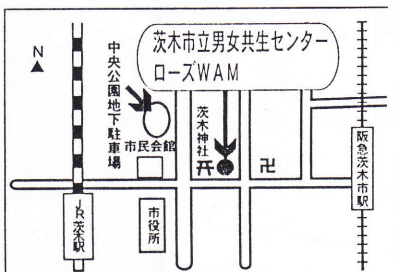 茨木市立男女共生センター
ローズWAM
N
中央公園地下駐車場
市民会館
茨木神社
卍
阪急茨木市駅
JR茨木駅
市役所